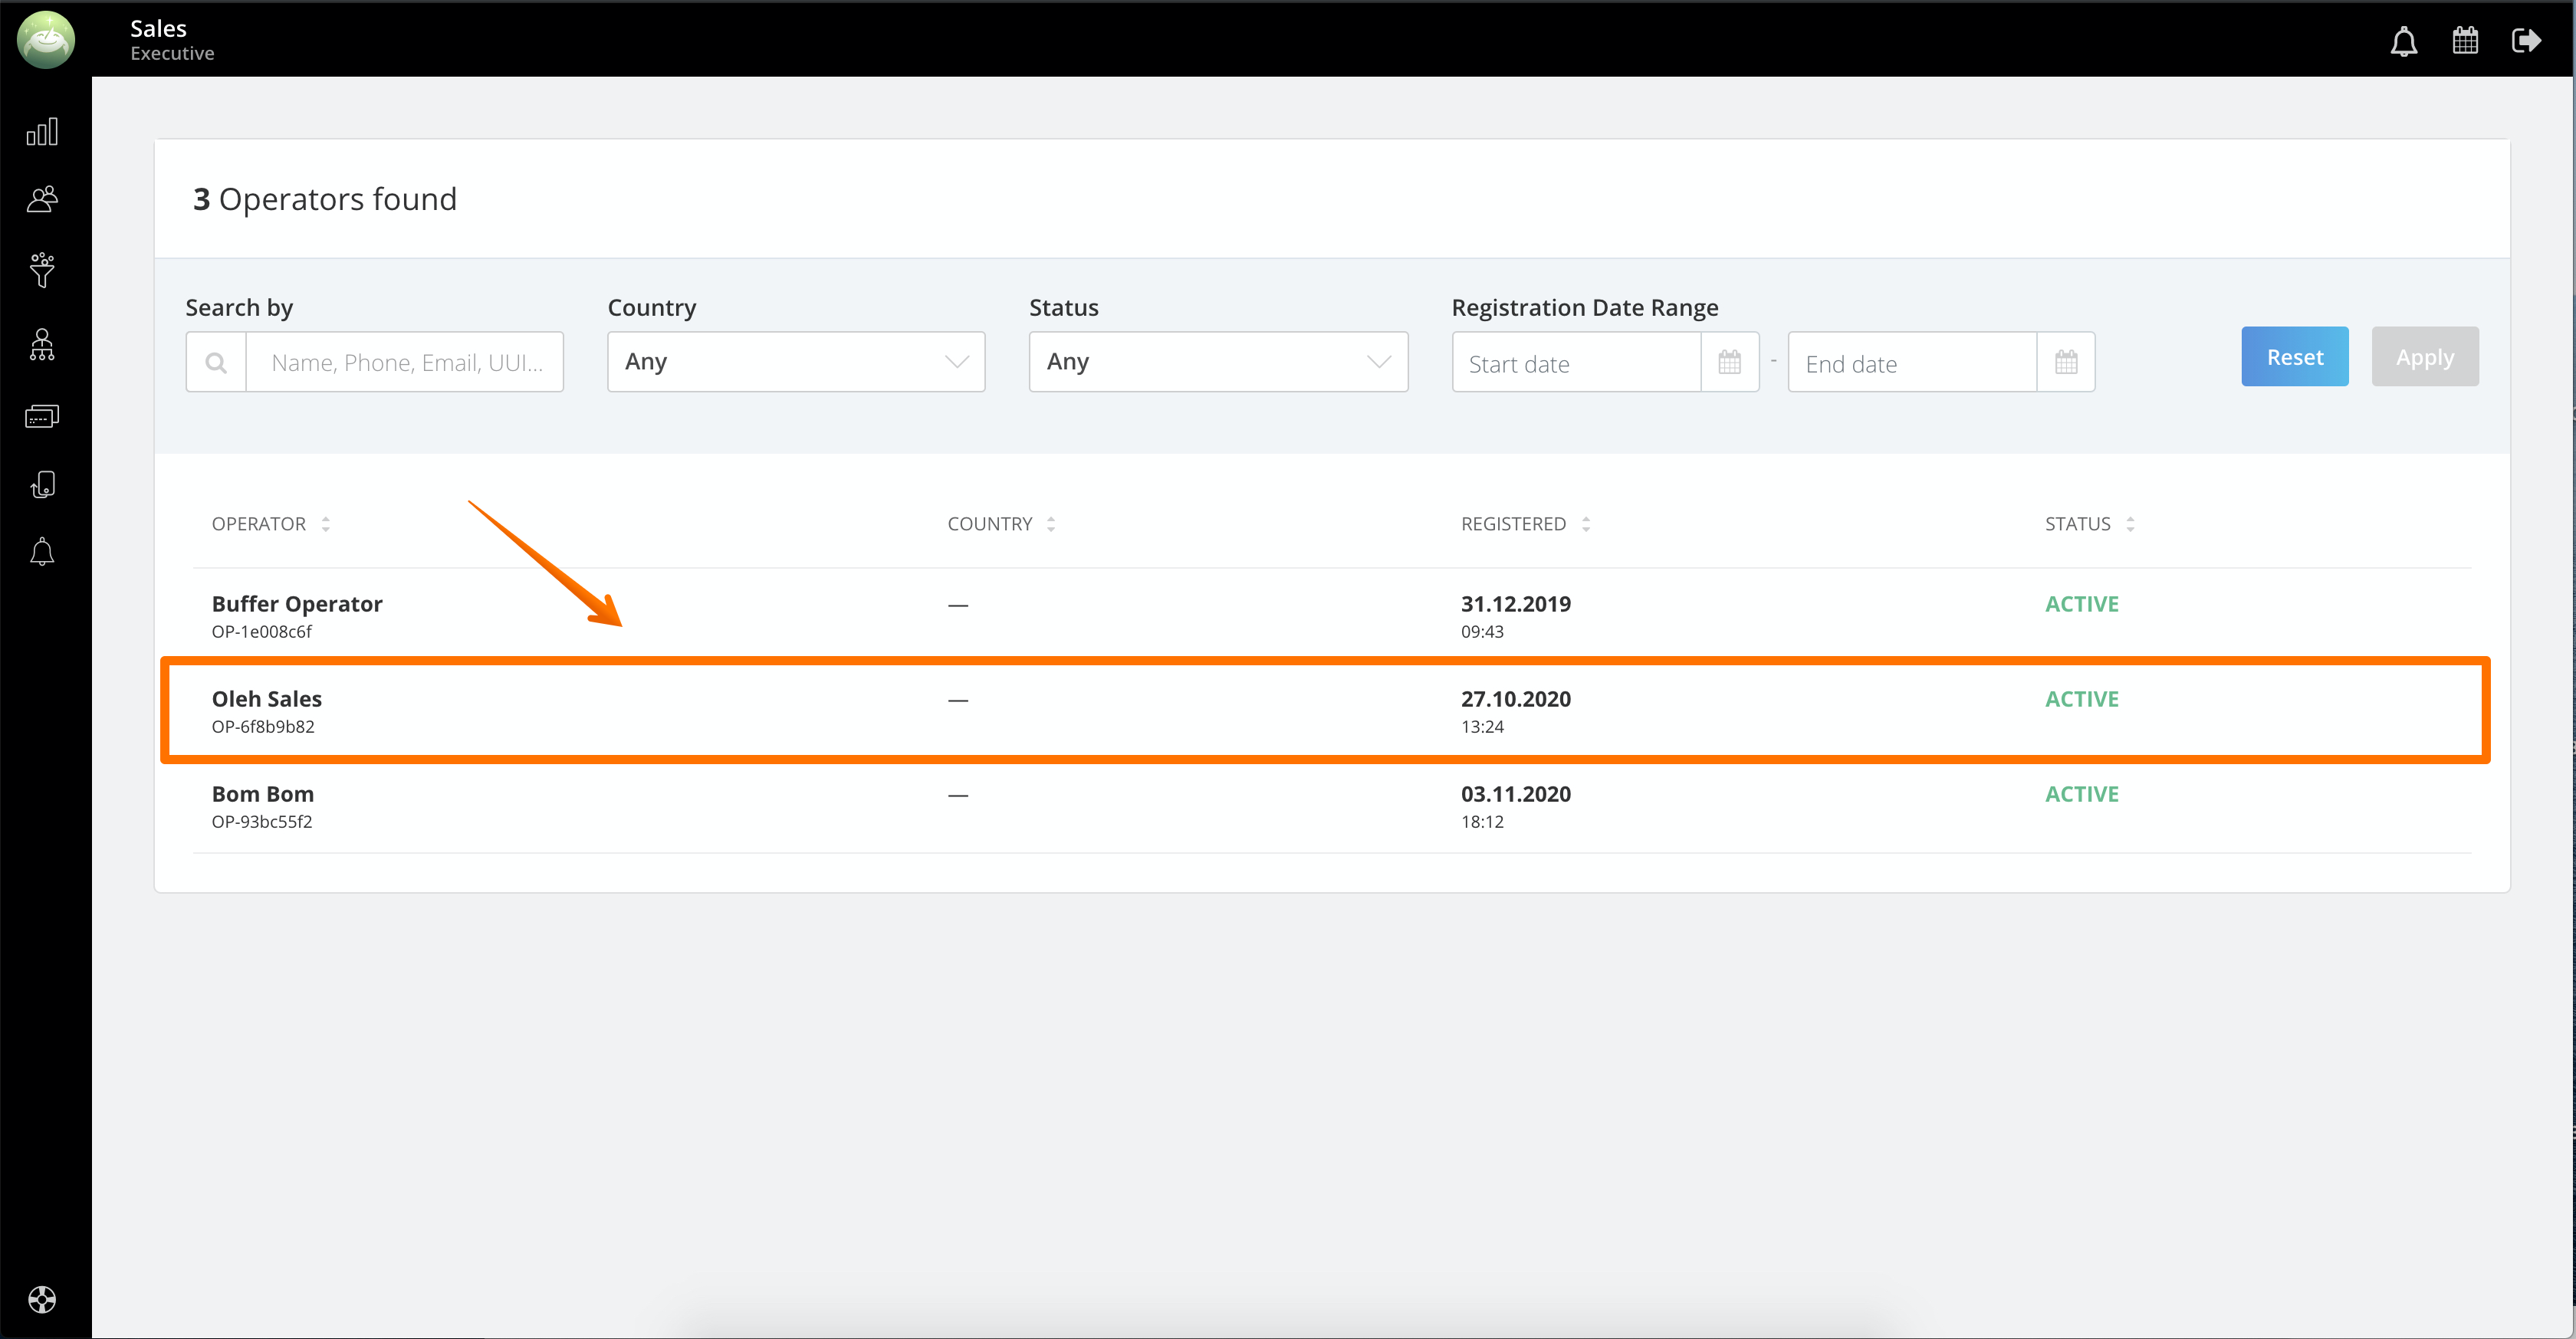 Sales
Executive
3 Operators found
Search by
Country
Status
Registration Date Range
Name, Phone, Email, UUI...
Any
Any
Start date
-
End date
Reset
Apply
OPERATOR
COUNTRY
REGISTERED
STATUS
Buffer Operator
—
31.12.2019
ACTIVE
OP-1e008c6f
09:43
Oleh Sales
—
27.10.2020
ACTIVE
OP-6f8b9b82
13:24
Bom Bom
—
03.11.2020
ACTIVE
OP-93bc55f2
18:12